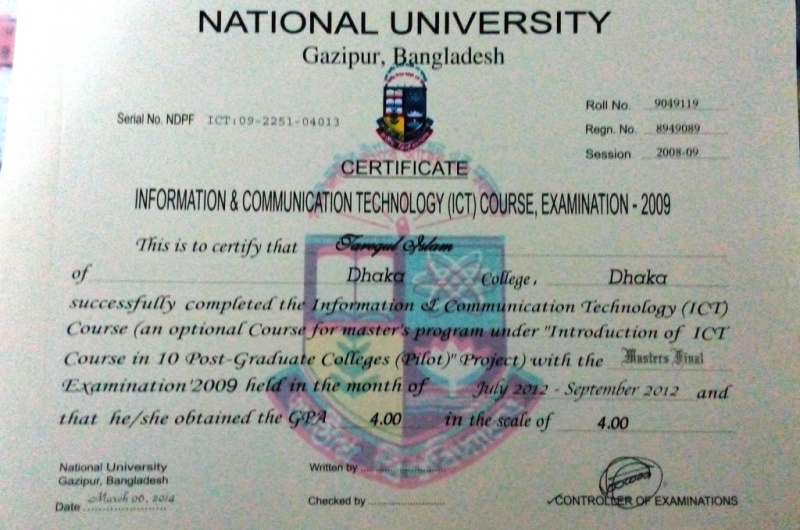 NATIONAL UNIVERSITY
Gazipur, Bangladesh
Serial No. NDPF ICT:09-2251-04013
Roll No. 9049119
Regn. No. 8949089
Session 2008-09
CERTIFICATE
INFORMATION & COMMUNICATION TECHNOLOGY (ICT) COURSE, EXAMINATION - 2009
This is to certify that Tarequl Islam
of Dhaka College, Dhaka
successfully completed the Information & Communication Technology (ICT)
Course (an optional Course for master's program under "Introduction of ICT
Course in 10 Post-Graduate Colleges (Pilot)" Project) with the Masters Final
Examination'2009 held in the month of July 2012 - September 2012 and
that he/she obtained the GPA 4.00 in the scale of 4.00
National University
Gazipur, Bangladesh
Date March 06, 2014
Written by
Checked by
CONTROLLER OF EXAMINATIONS